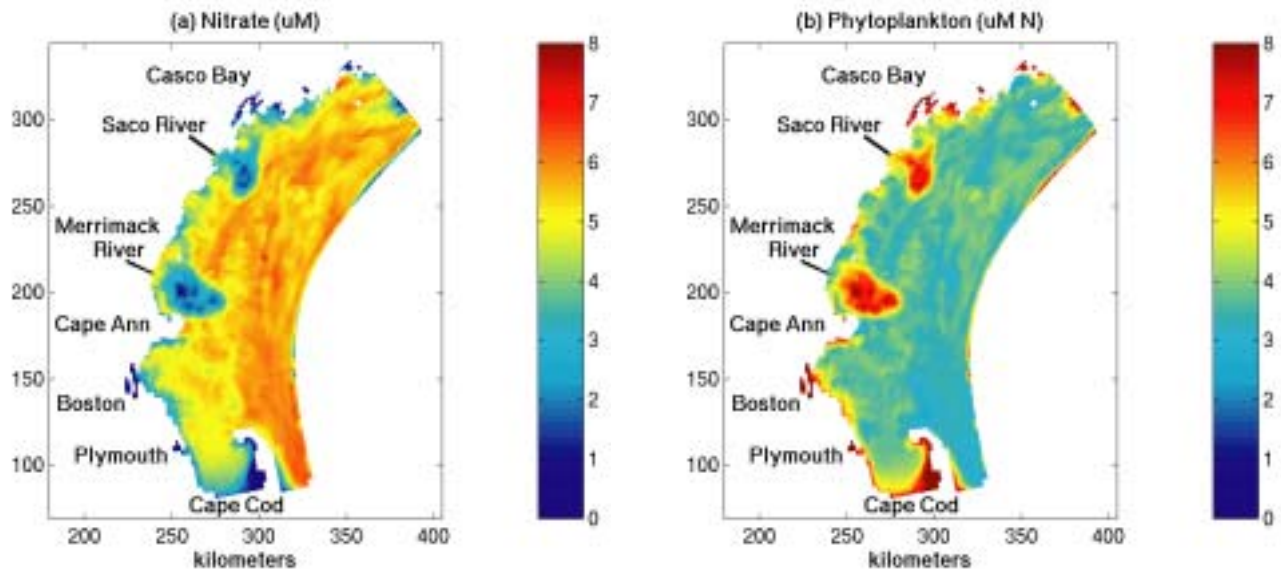 (a) Nitrate (uM)
Casco Bay
Saco River
Merrimack
River
Cape Ann
Boston
Plymouth
Cape Cod
300
250
200
150
100
200
250
300
350
400
kilometers
8
7
6
5
4
3
2
1
0
(b) Phytoplankton (uM N)
Casco Bay
Saco River
Merrimack
River
Cape Ann
Boston
Plymouth
Cape Cod
300
250
200
150
100
200
250
300
350
400
kilometers
8
7
6
5
4
3
2
1
0